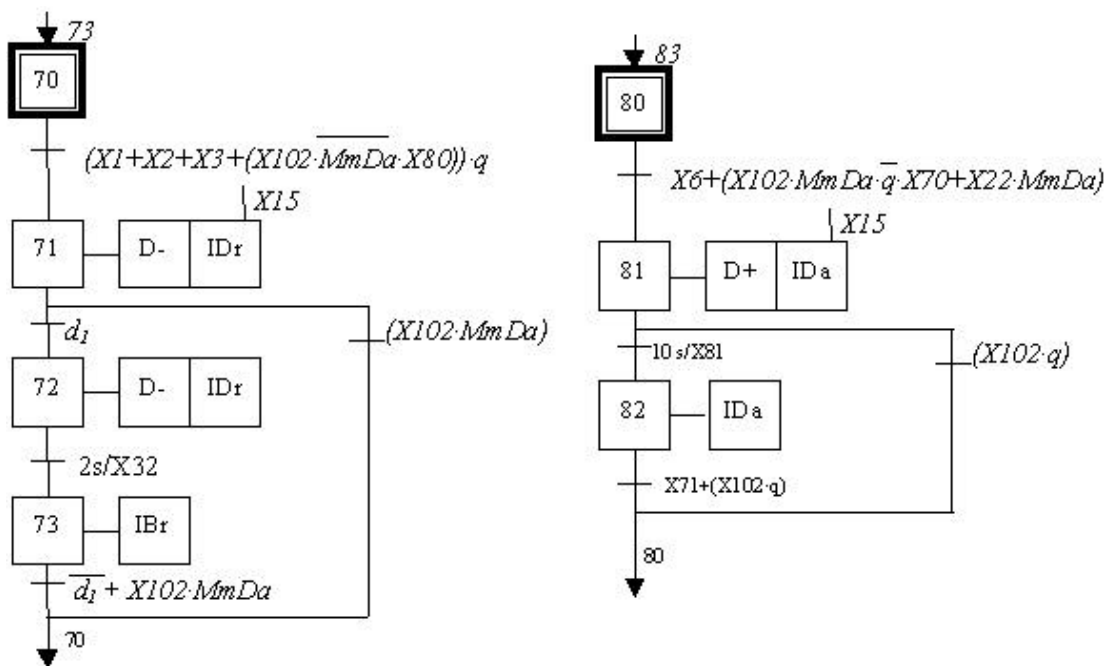 73
70
(X1+X2+X3+(X102·M̅m̅D̅a̅·X80))·q
X15
71
D-
IDr
d₁
(X102·MmDa)
72
D-
IDr
2s/X32
73
IBr
d̅₁̅ + X102·MmDa
70
83
80
X6+(X102·MmDa·q̅·X70+X22·MmDa)
X15
81
D+
IDa
10 s/X81
(X102·q)
82
IDa
X71+(X102·q)
80